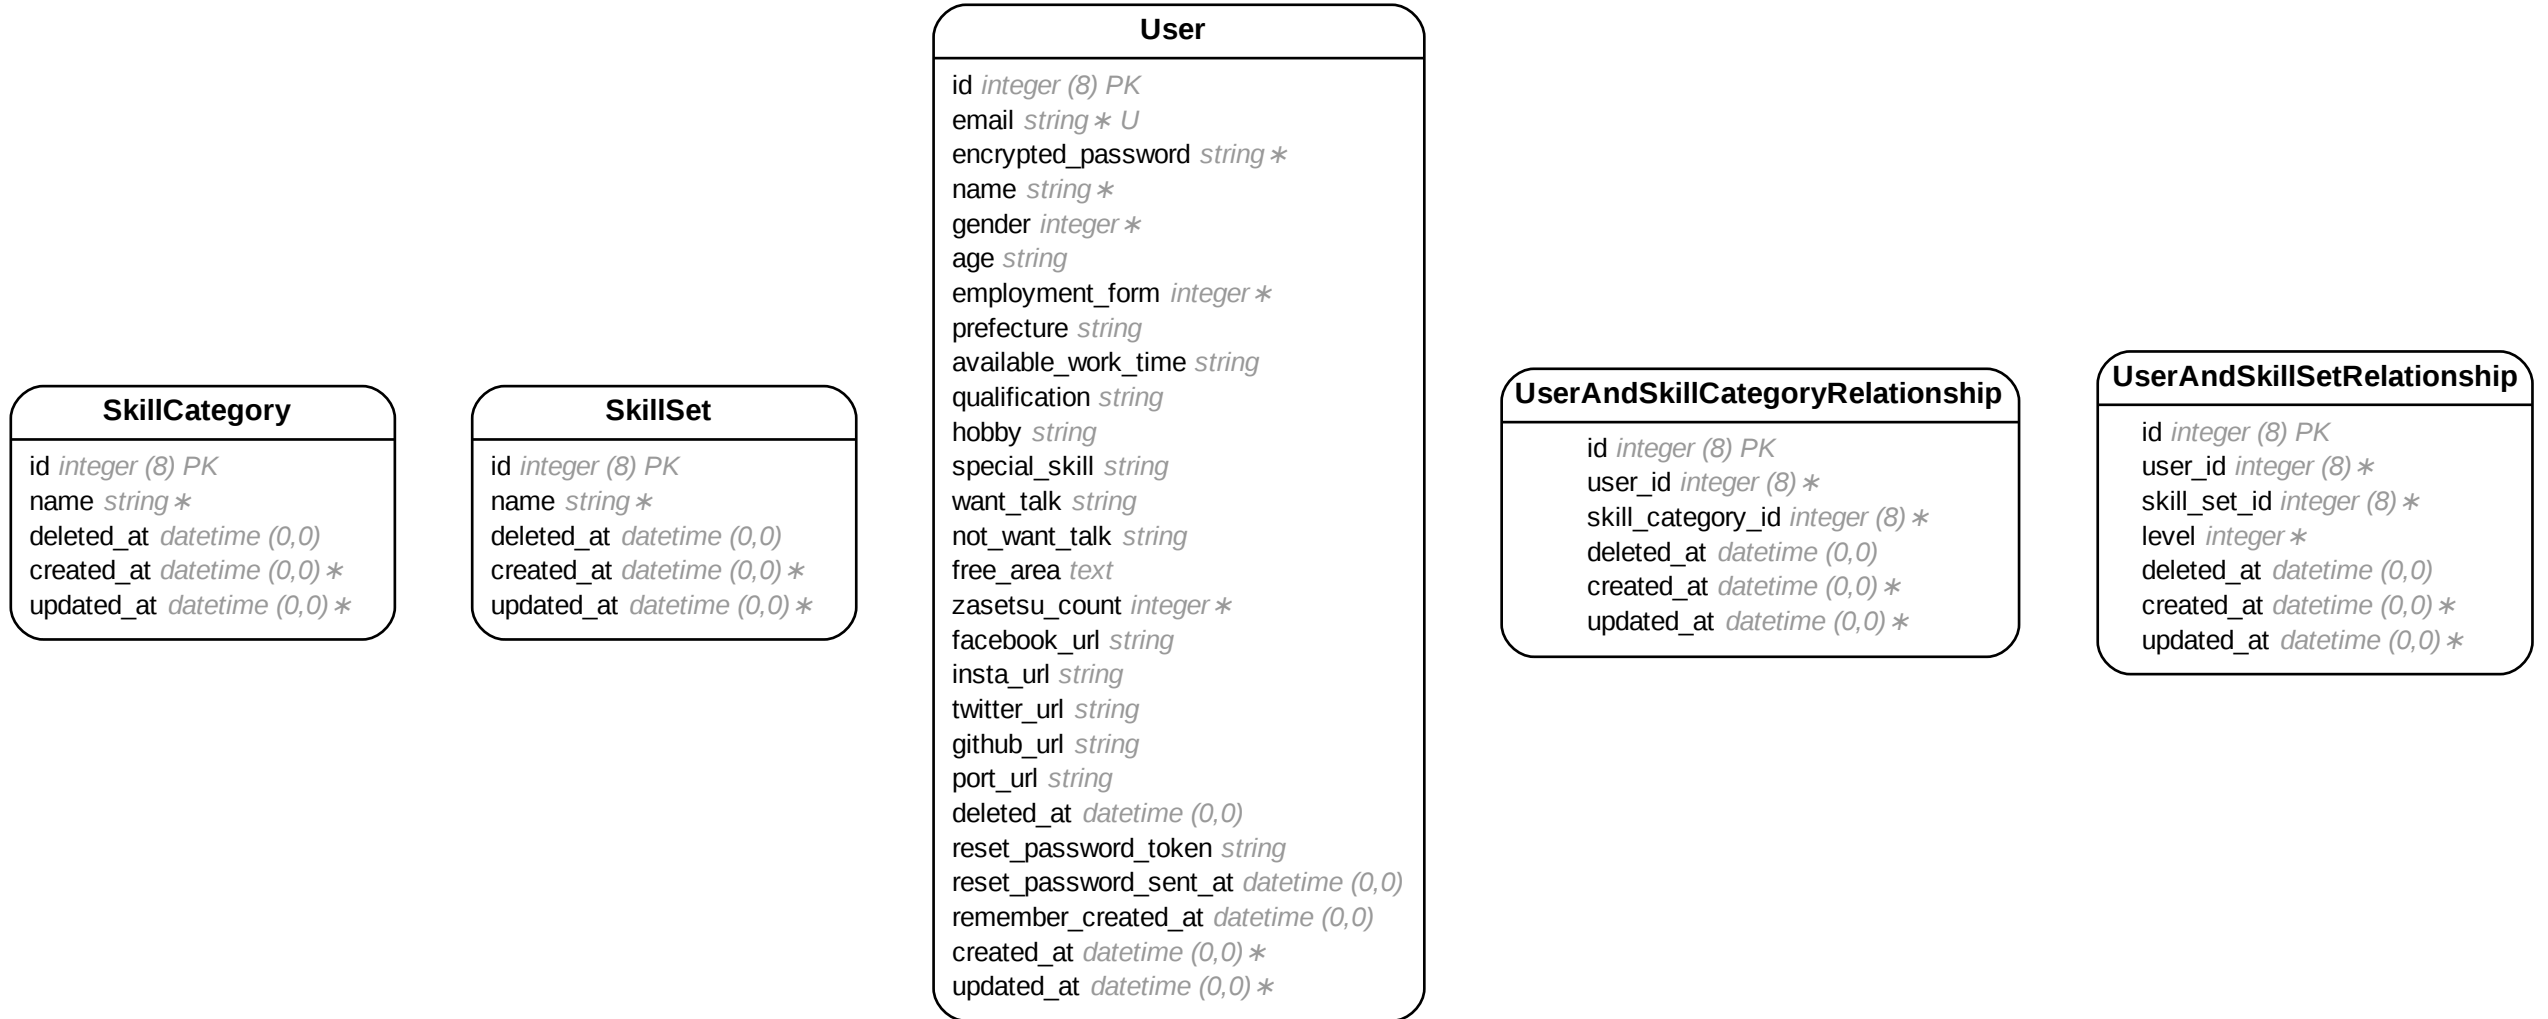 SkillCategory
id integer (8) PK
name string ∗
deleted_at datetime (0,0)
created_at datetime (0,0) ∗
updated_at datetime (0,0) ∗
SkillSet
id integer (8) PK
name string ∗
deleted_at datetime (0,0)
created_at datetime (0,0) ∗
updated_at datetime (0,0) ∗
User
id integer (8) PK
email string ∗ U
encrypted_password string ∗
name string ∗
gender integer ∗
age string
employment_form integer ∗
prefecture string
available_work_time string
qualification string
hobby string
special_skill string
want_talk string
not_want_talk string
free_area text
zasetsu_count integer ∗
facebook_url string
insta_url string
twitter_url string
github_url string
port_url string
deleted_at datetime (0,0)
reset_password_token string
reset_password_sent_at datetime (0,0)
remember_created_at datetime (0,0)
created_at datetime (0,0) ∗
updated_at datetime (0,0) ∗
UserAndSkillCategoryRelationship
id integer (8) PK
user_id integer (8) ∗
skill_category_id integer (8) ∗
deleted_at datetime (0,0)
created_at datetime (0,0) ∗
updated_at datetime (0,0) ∗
UserAndSkillSetRelationship
id integer (8) PK
user_id integer (8) ∗
skill_set_id integer (8) ∗
level integer ∗
deleted_at datetime (0,0)
created_at datetime (0,0) ∗
updated_at datetime (0,0) ∗